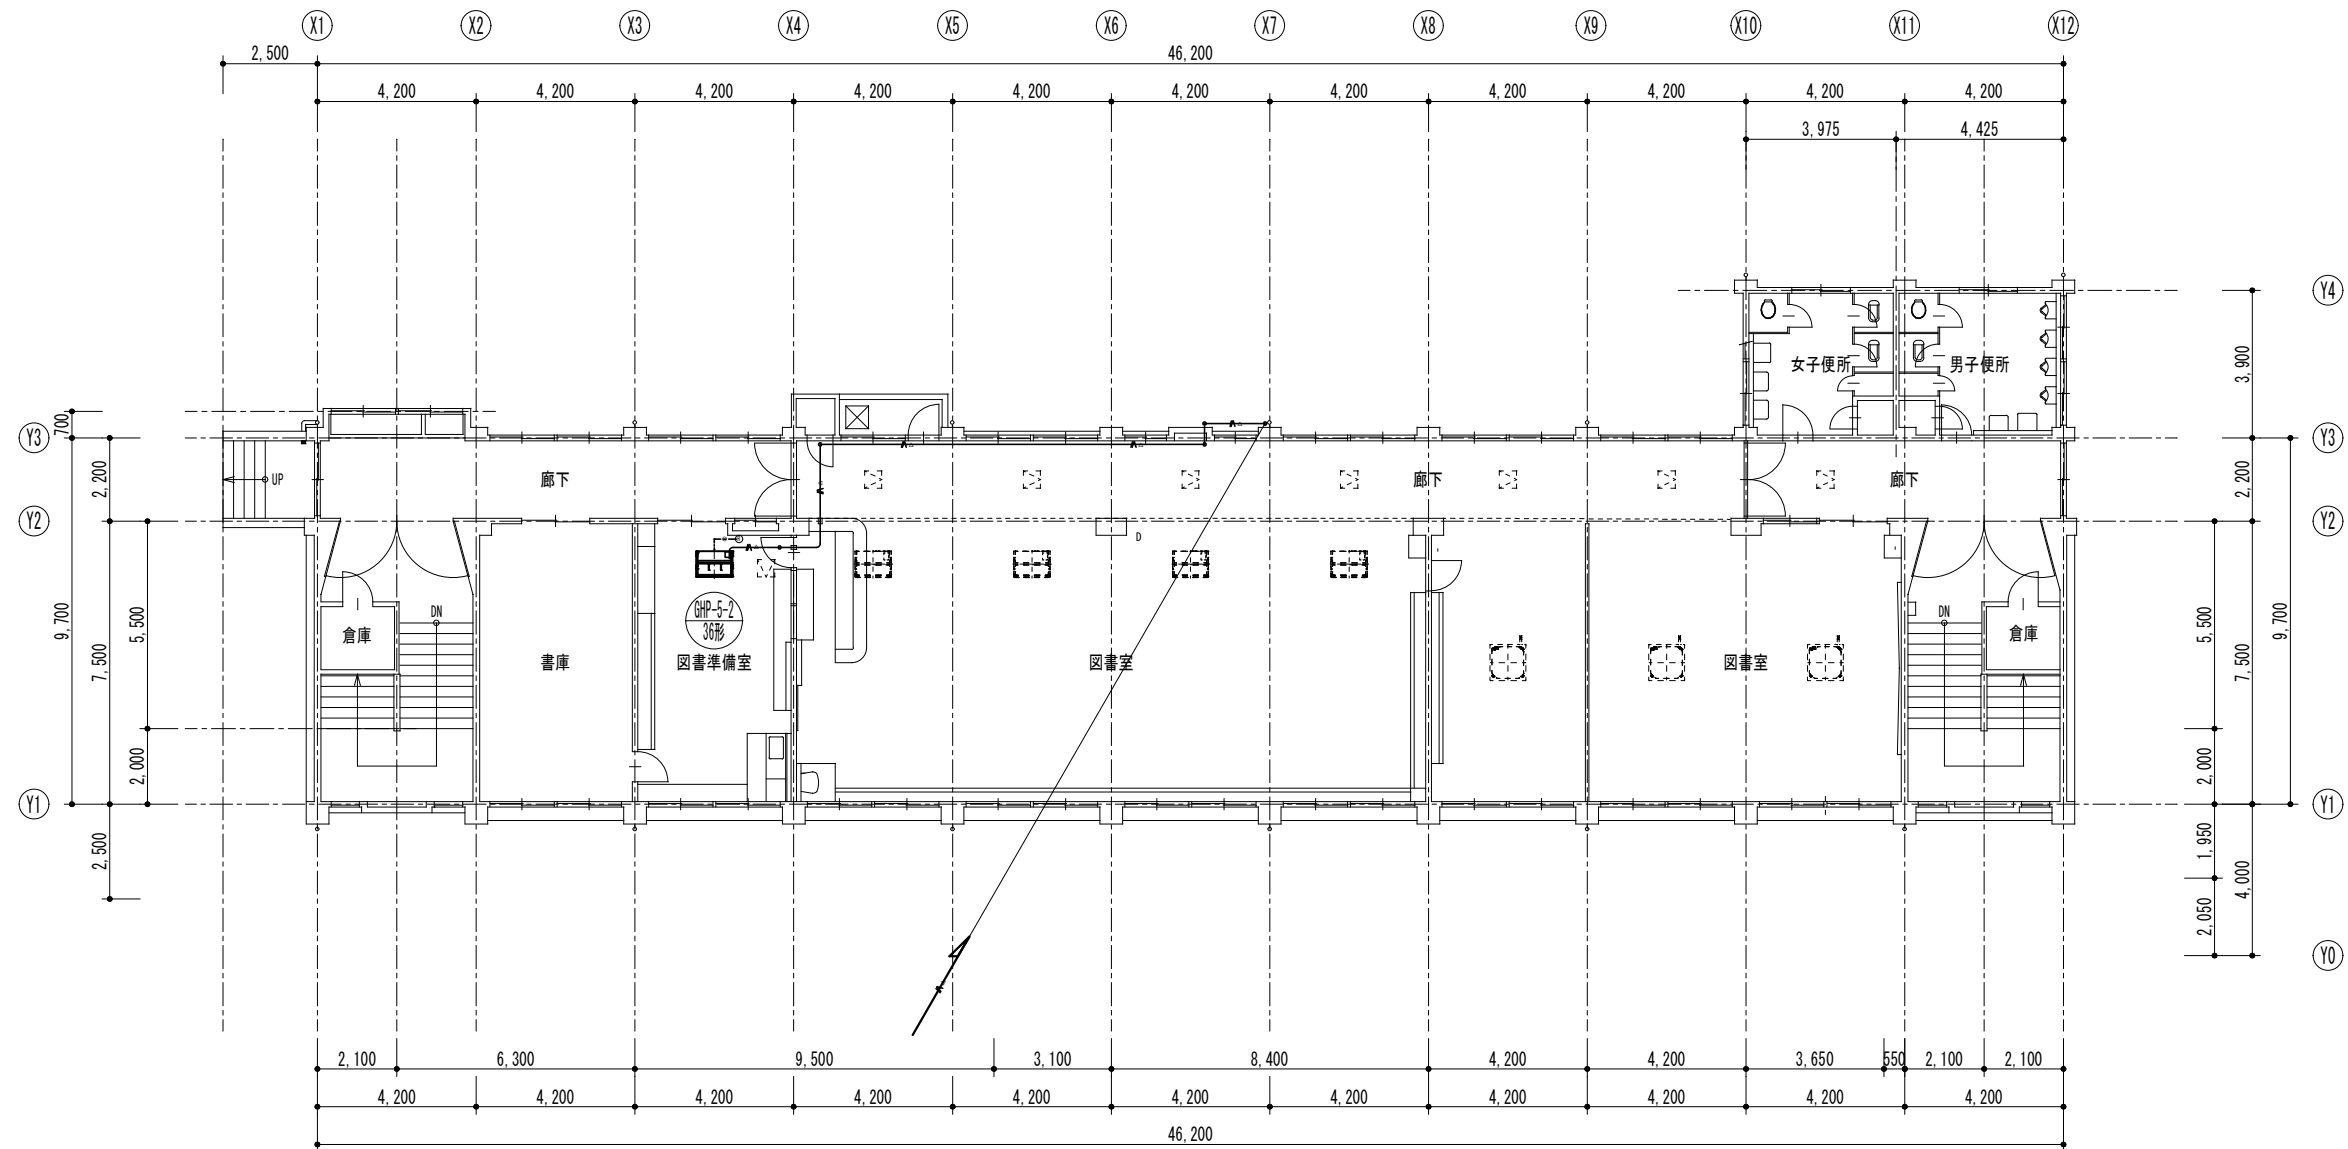 X1 X2 X3 X4 X5 X6 X7 X8 X9 X10 X11 X12
2,500 46,200
4,200 4,200 4,200 4,200 4,200 4,200 4,200 4,200 4,200 4,200 4,200
3,975 4,425
Y4
3,900
女子便所 男子便所
700
Y3 Y3
2,200 UP 廊下 廊下 廊下 2,200
Y2 Y2
D
9,700 7,500 5,500 5,500 7,500 9,700
GHP-5-2
36形
DN DN
倉庫 倉庫
書庫 図書準備室 図書室 図書室
2,000 2,000
Y1 Y1
2,500 1,950
4,000
2,050
Y0
2,100 6,300 9,500 3,100 8,400 4,200 4,200 3,650 550 2,100 2,100
4,200 4,200 4,200 4,200 4,200 4,200 4,200 4,200 4,200 4,200 4,200
46,200